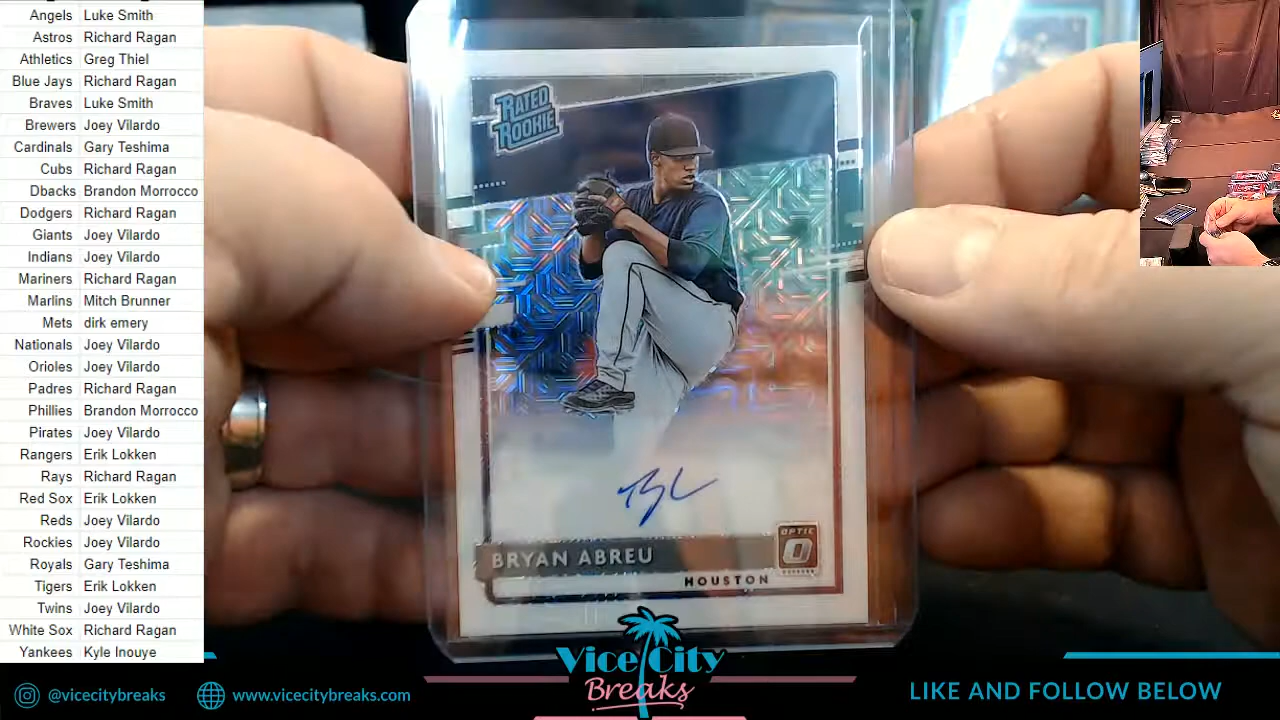 Angels Luke Smith
Astros Richard Ragan
Athletics Greg Thiel
Blue Jays Richard Ragan
Braves Luke Smith
Brewers Joey Vilardo
Cardinals Gary Teshima
Cubs Richard Ragan
Dbacks Brandon Morrocco
Dodgers Richard Ragan
Giants Joey Vilardo
Indians Joey Vilardo
Mariners Richard Ragan
Marlins Mitch Brunner
Mets dirk emery
Nationals Joey Vilardo
Orioles Joey Vilardo
Padres Richard Ragan
Phillies Brandon Morrocco
Pirates Joey Vilardo
Rangers Erik Lokken
Rays Richard Ragan
Red Sox Erik Lokken
Reds Joey Vilardo
Rockies Joey Vilardo
Royals Gary Teshima
Tigers Erik Lokken
Twins Joey Vilardo
White Sox Richard Ragan
Yankees Kyle Inouye
RATED
ROOKIE
BRYAN ABREU
OPTIC
HOUSTON
@vicecitybreaks
www.vicecitybreaks.com
Vice City
Breaks
LIKE AND FOLLOW BELOW